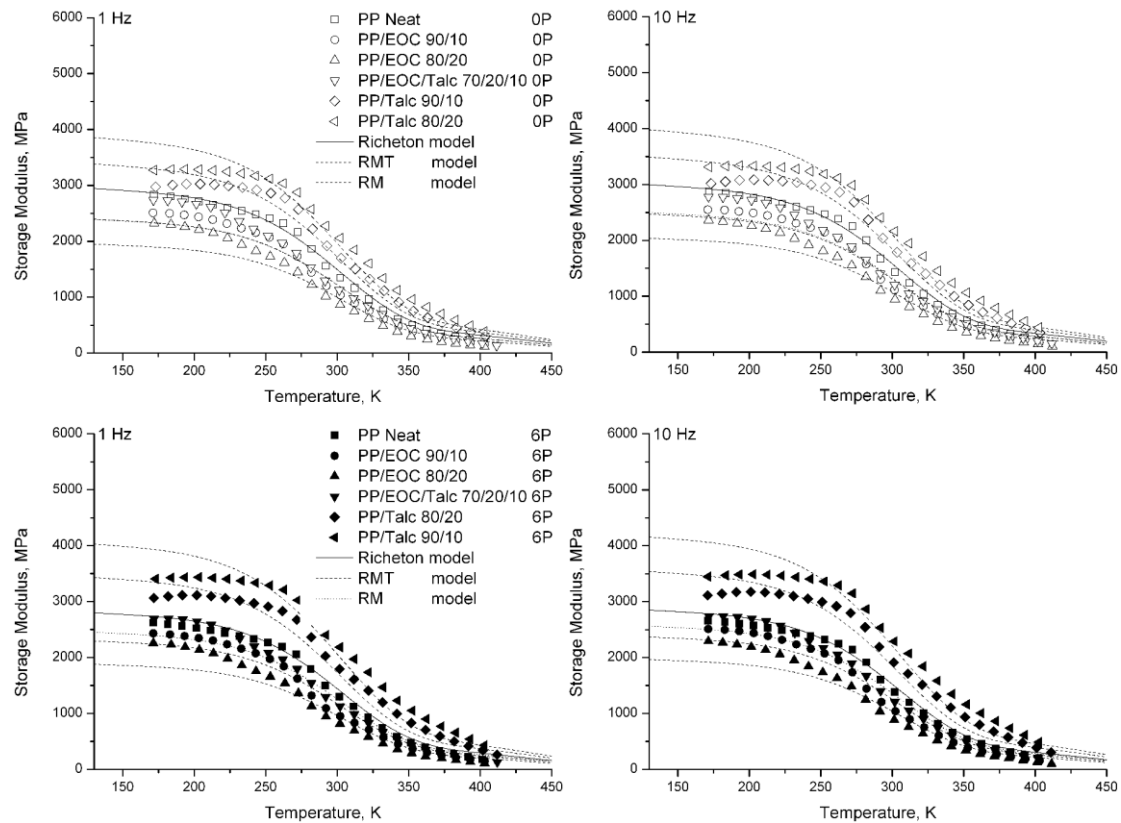 1 Hz
PP Neat 0P
PP/EOC 90/10 0P
PP/EOC 80/20 0P
PP/EOC/Talc 70/20/10 0P
PP/Talc 90/10 0P
PP/Talc 80/20 0P
Richeton model
RMT model
RM model
Storage Modulus, MPa
6000
5000
4000
3000
2000
1000
0
150 200 250 300 350 400 450
Temperature, K
10 Hz
Storage Modulus, MPa
6000
5000
4000
3000
2000
1000
0
150 200 250 300 350 400 450
Temperature, K
1 Hz
PP Neat 6P
PP/EOC 90/10 6P
PP/EOC 80/20 6P
PP/EOC/Talc 70/20/10 6P
PP/Talc 80/20 6P
PP/Talc 90/10 6P
Richeton model
RMT model
RM model
Storage Modulus, MPa
6000
5000
4000
3000
2000
1000
0
150 200 250 300 350 400 450
Temperature, K
10 Hz
Storage Modulus, MPa
6000
5000
4000
3000
2000
1000
0
150 200 250 300 350 400 450
Temperature, K